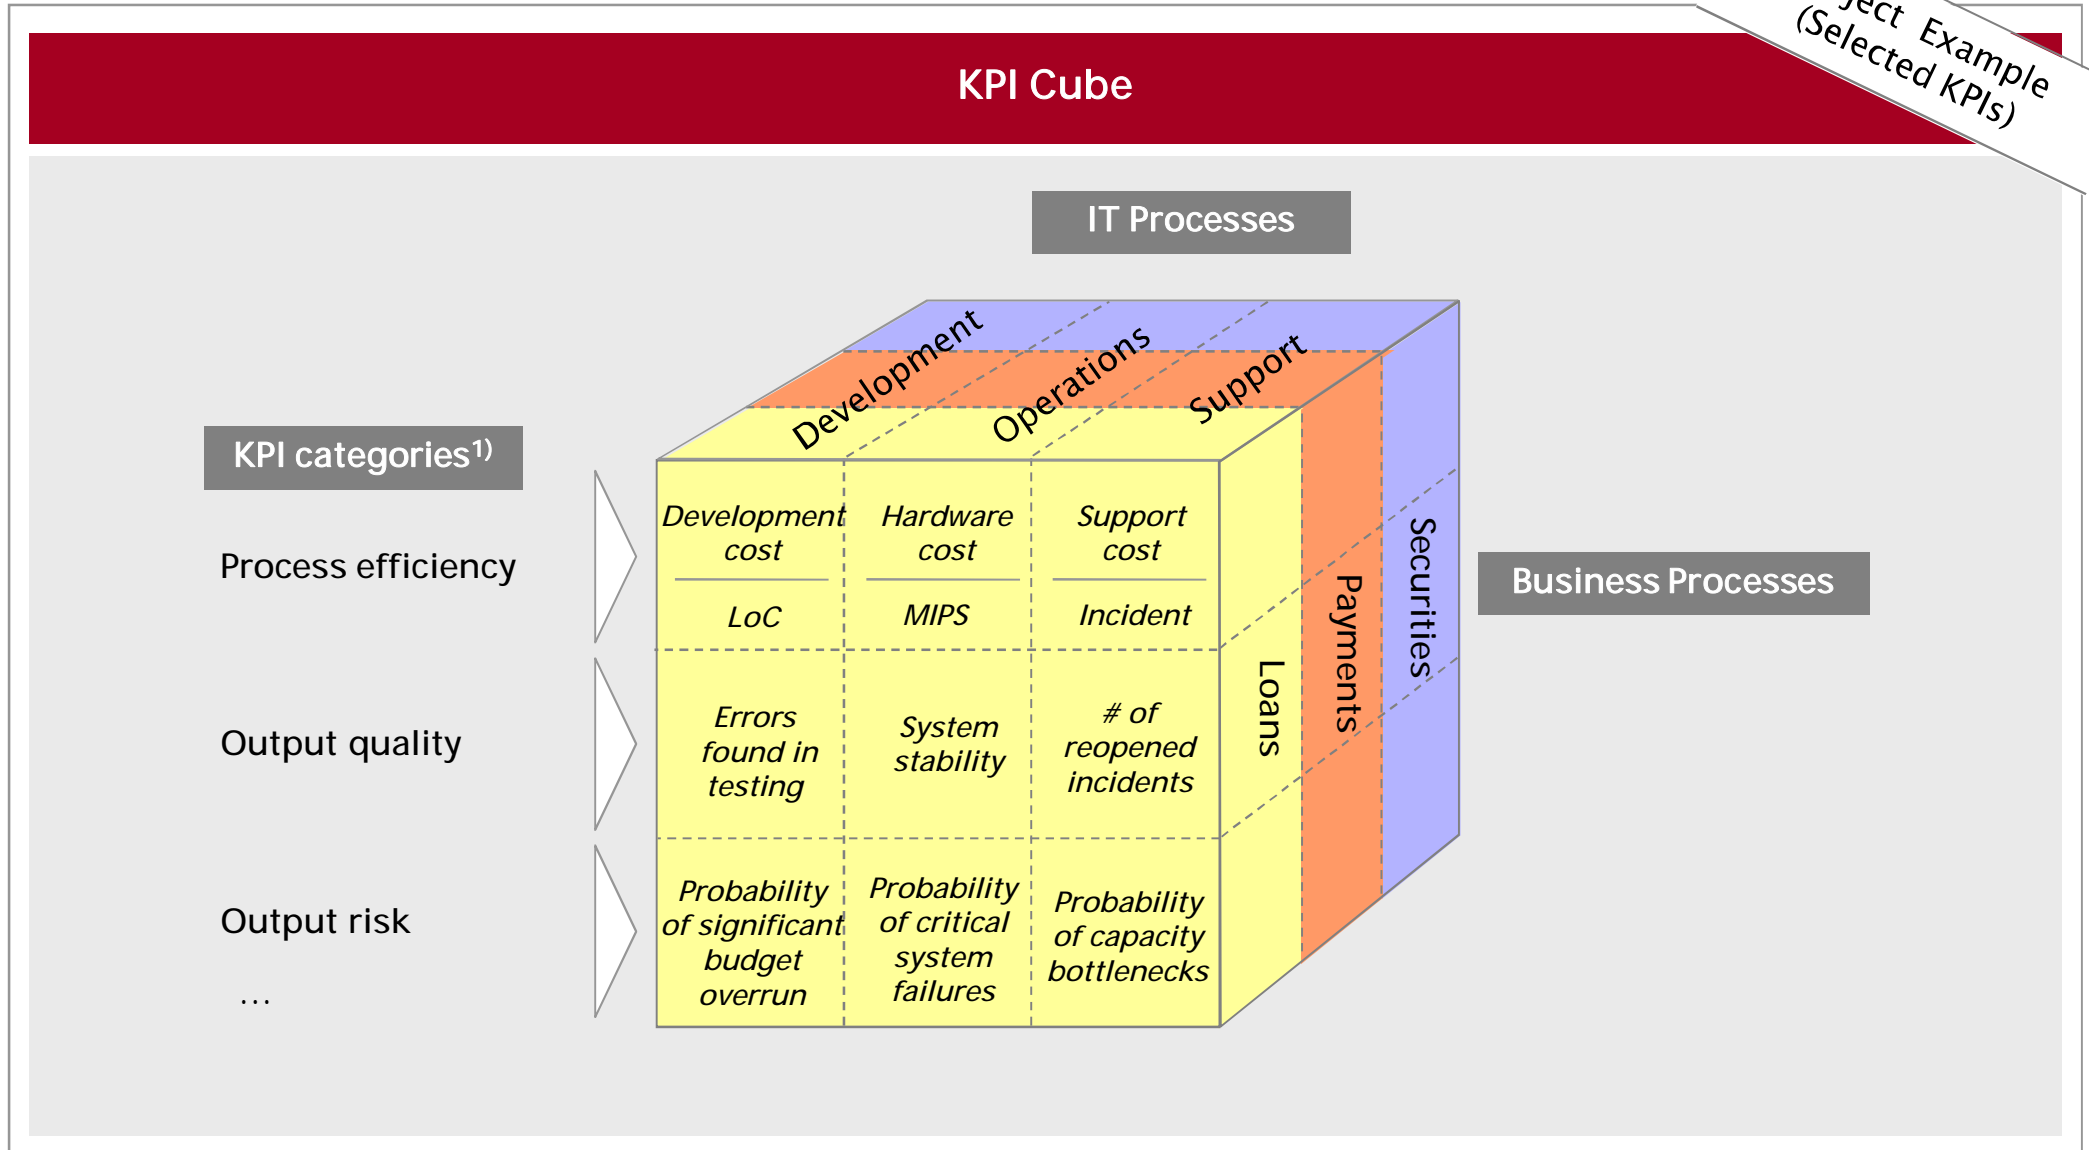 Example
(Selected KPIs)
KPI Cube
IT Processes
Development
Operations
Support
KPI categories¹⁾
Process efficiency
Output quality
Output risk
…
Development
cost
LoC
Hardware
cost
MIPS
Support
cost
Incident
Errors
found in
testing
System
stability
# of
reopened
incidents
Probability
of significant
budget
overrun
Probability
of critical
system
failures
Probability
of capacity
bottlenecks
Loans
Payments
Securities
Business Processes